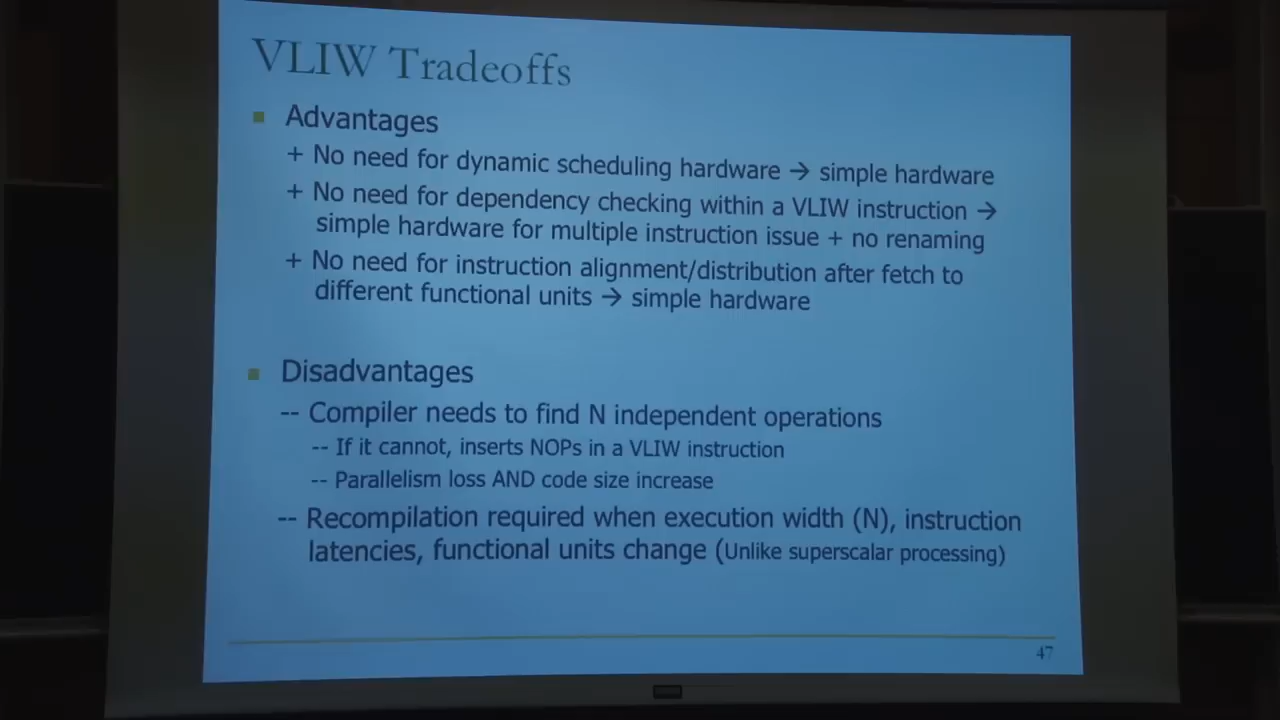 VLIW Tradeoffs
Advantages
+ No need for dynamic scheduling hardware → simple hardware
+ No need for dependency checking within a VLIW instruction →
simple hardware for multiple instruction issue + no renaming
+ No need for instruction alignment/distribution after fetch to
different functional units → simple hardware
Disadvantages
-- Compiler needs to find N independent operations
-- If it cannot, inserts NOPs in a VLIW instruction
-- Parallelism loss AND code size increase
-- Recompilation required when execution width (N), instruction
latencies, functional units change (Unlike superscalar processing)
47